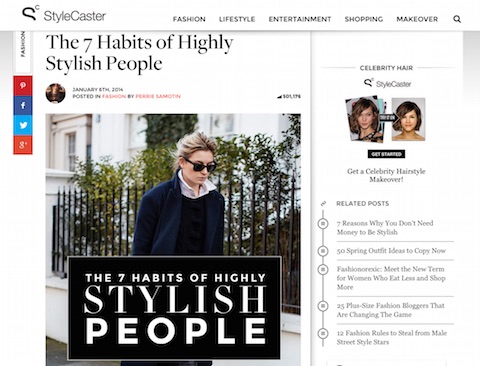 StyleCaster
FASHION LIFESTYLE ENTERTAINMENT SHOPPING MAKEOVER
FASHION
The 7 Habits of Highly
Stylish People
JANUARY 6TH, 2014
POSTED IN FASHION BY PERRIE SAMOTIN
501,176
THE 7 HABITS OF HIGHLY
STYLISH
PEOPLE
CELEBRITY HAIR
StyleCaster
TRY IT ON
GET STARTED
Get a Celebrity Hairstyle
Makeover!
RELATED POSTS
7 Reasons Why You Don't Need
Money to Be Stylish
50 Spring Outfit Ideas to Copy Now
Fashionorexic: Meet the New Term
for Women Who Eat Less and Shop
More
25 Plus-Size Fashion Bloggers That
Are Changing The Game
12 Fashion Rules to Steal from Male
Street Style Stars